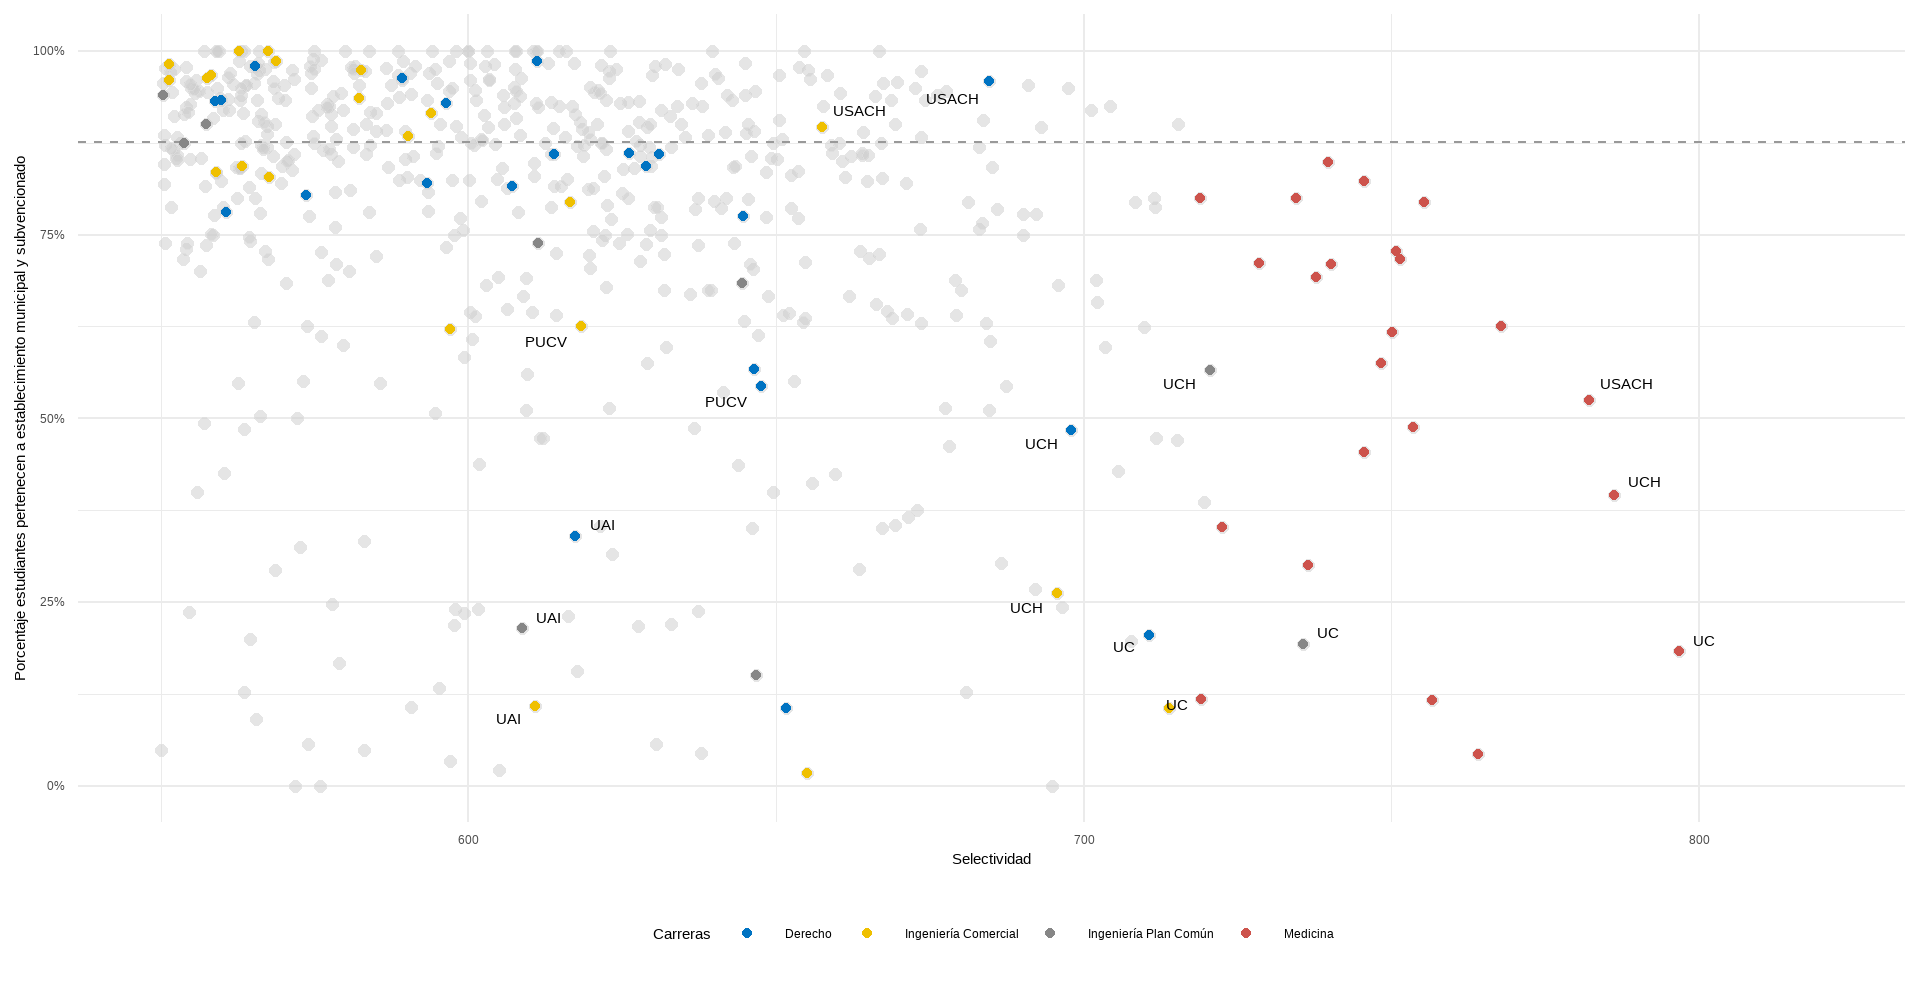 Porcentaje estudiantes pertenecen a establecimiento municipal y subvencionado
100%
75%
50%
25%
0%
USACH
USACH
PUCV
PUCV
UCH
USACH
UCH
UCH
UAI
UAI
UCH
UC
UC
UC
UAI
UC
600
700
800
Selectividad
Carreras
Derecho
Ingeniería Comercial
Ingeniería Plan Común
Medicina